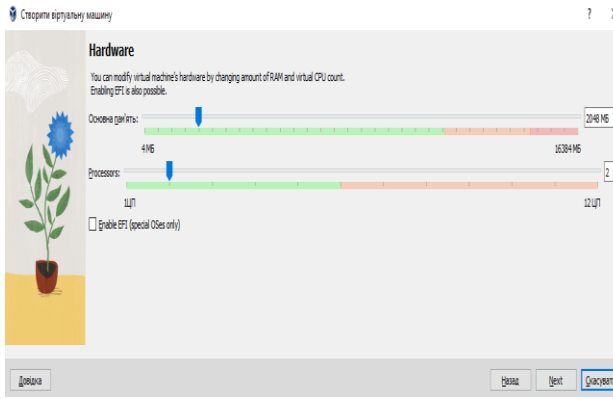 Створити віртуальну машину ?
Hardware
You can modify virtual machine's hardware by changing amount of RAM and virtual CPU count.
Enabling EFI is also possible.
Основна пам'ять: 2048 МБ
4 МБ 16384 МБ
Processors: 2
1ЦП 12 ЦП
Enable EFI (special OSes only)
Довідка Назад Next Скасувати